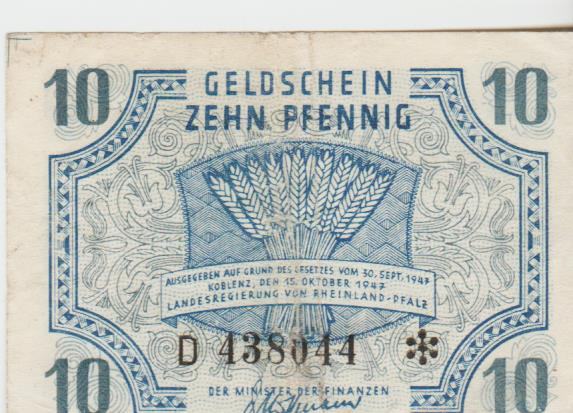 10 GELDSCHEIN 10
ZEHN PFENNIG
AUSGEGEBEN AUF GRUND DES GESETZES VOM 30. SEPT. 1947
KOBLENZ, DEN 15. OKTOBER 1947
LANDESREGIERUNG VON RHEINLAND-PFALZ
D 438044 ✻
10 10
DER MINISTER DER FINANZEN